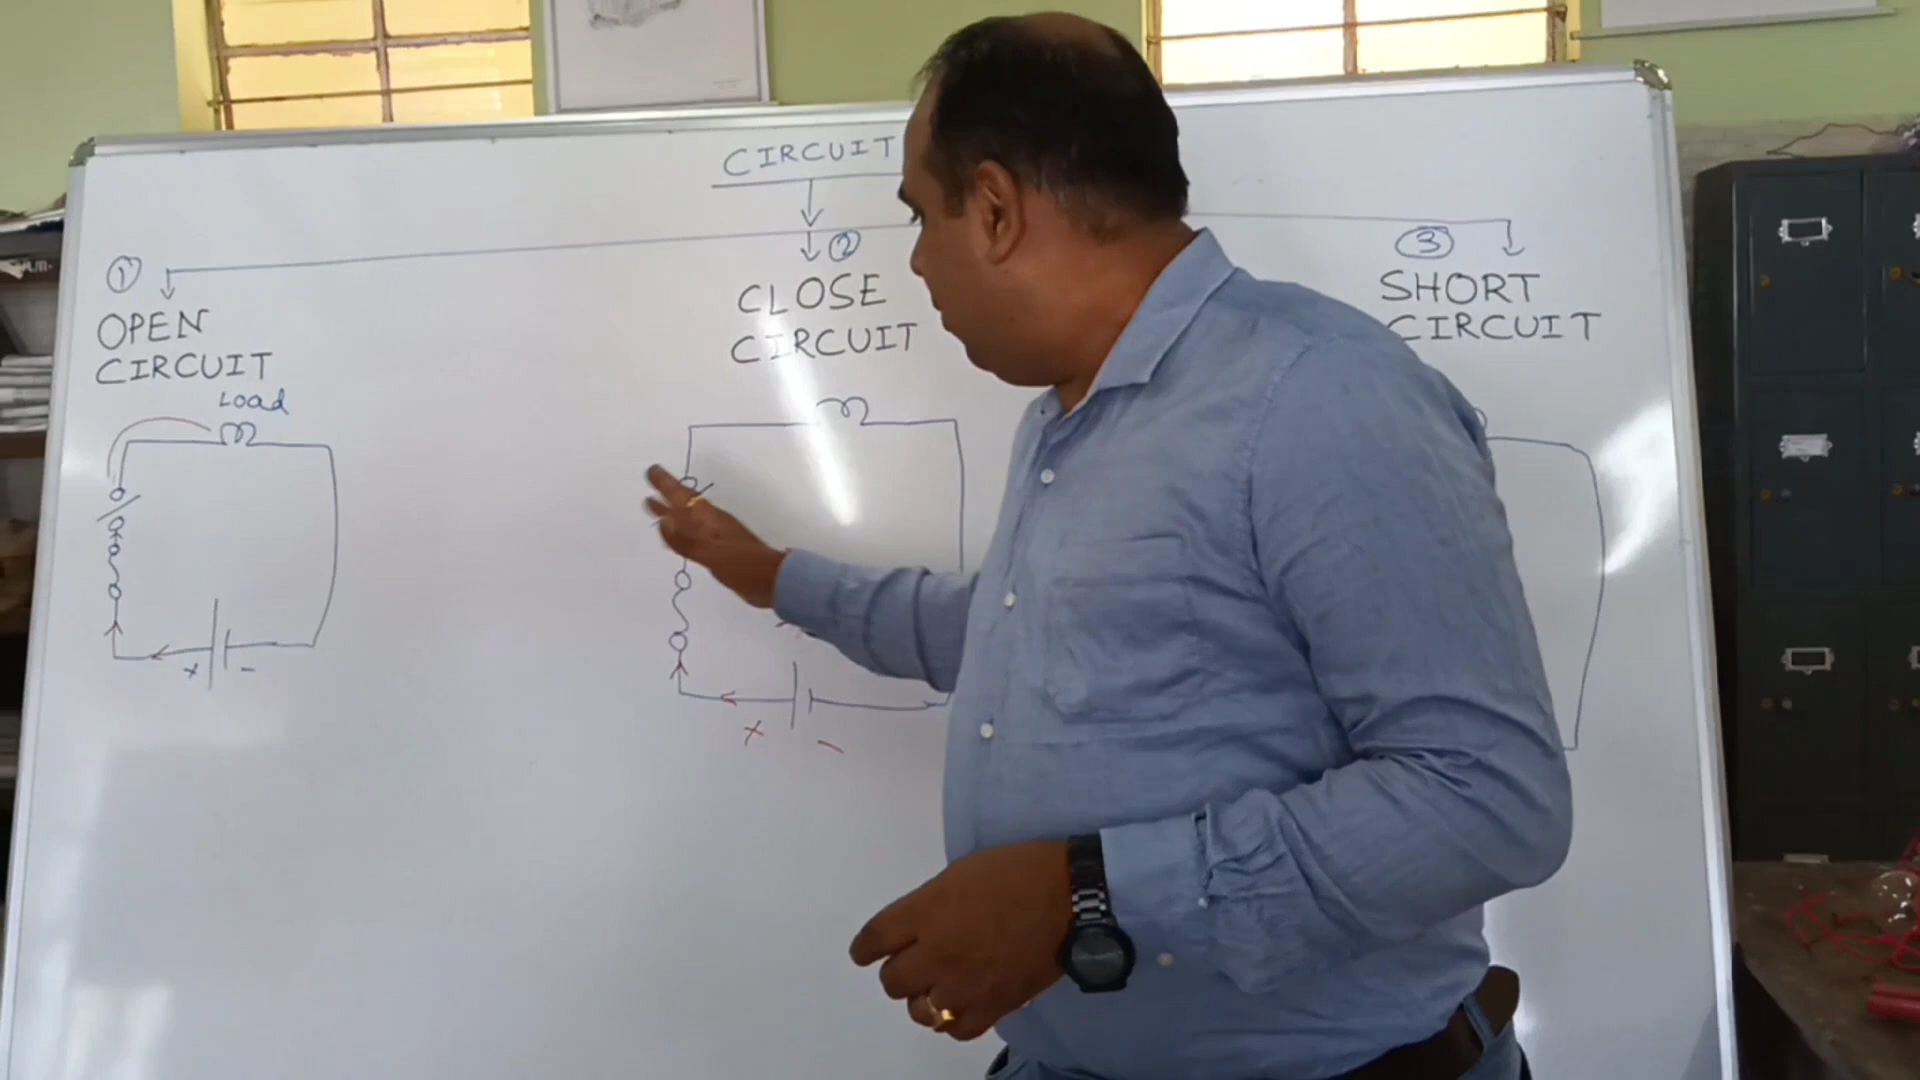 CIRCUIT
1
OPEN
CIRCUIT
Load
+ -
2
CLOSE
CIRCUIT
+ -
3
SHORT
CIRCUIT